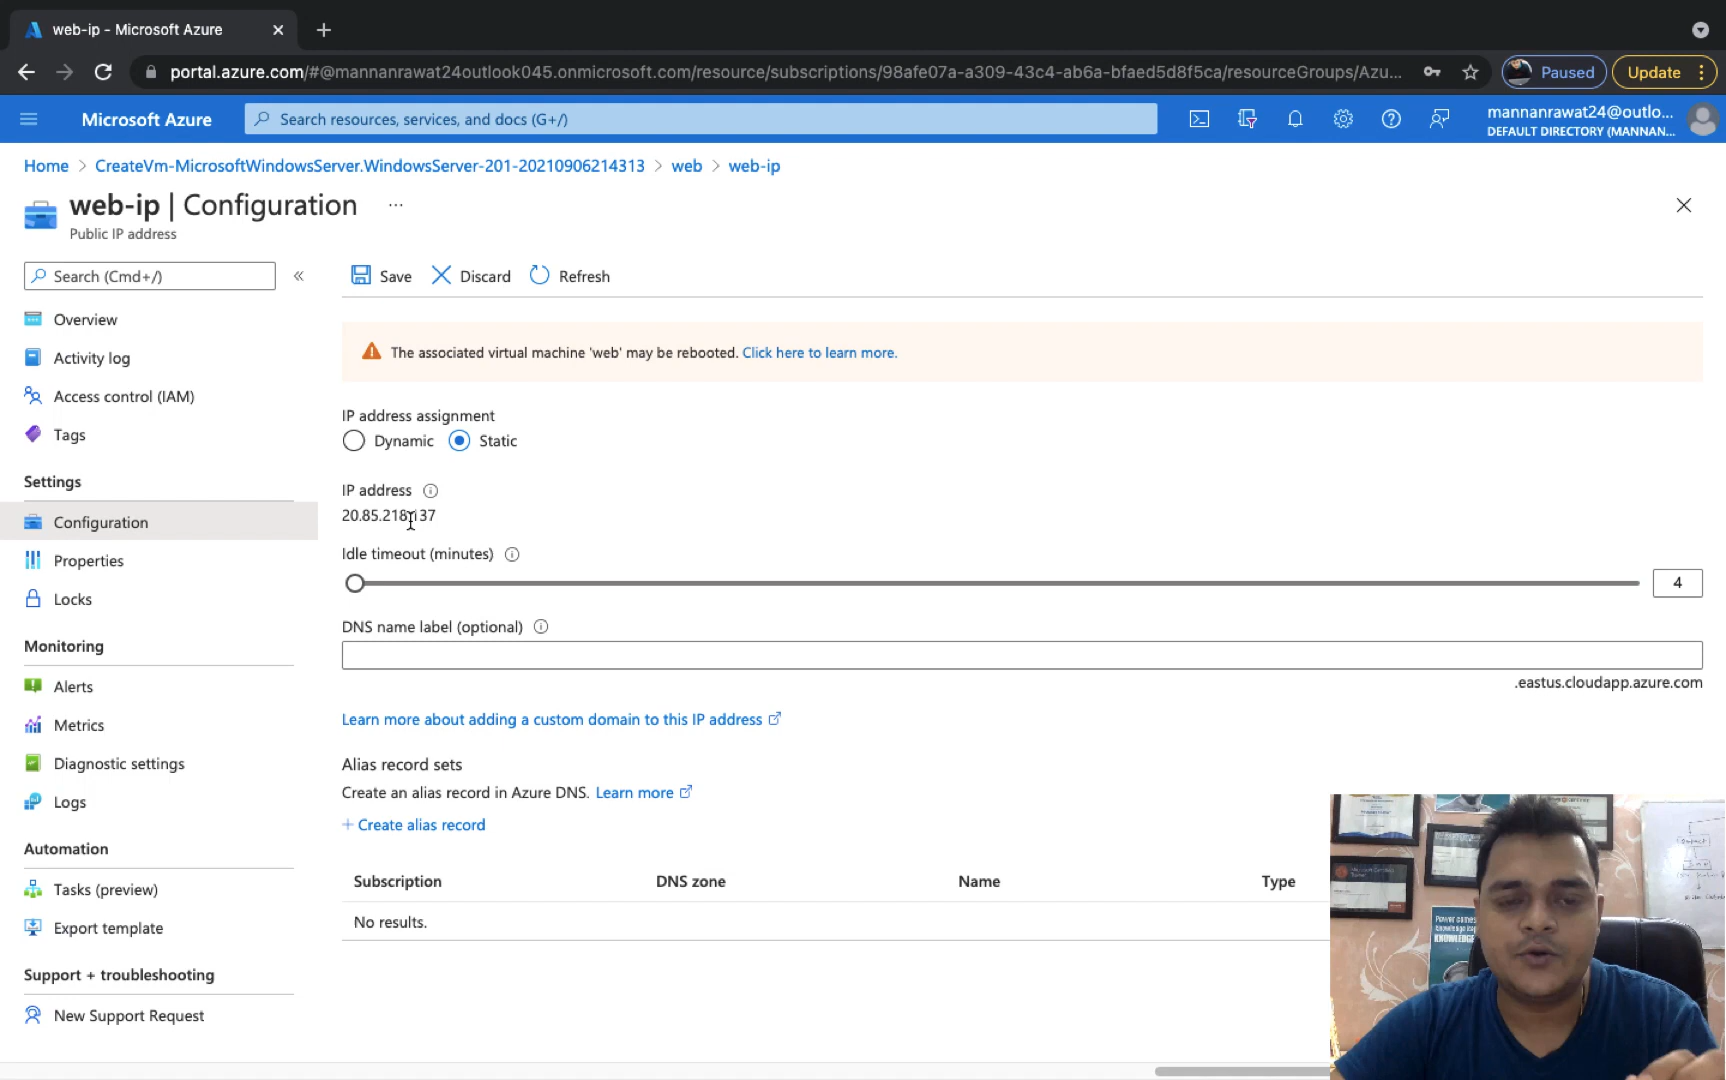 web-ip - Microsoft Azure
portal.azure.com/#@mannanrawat24outlook045.onmicrosoft.com/resource/subscriptions/98afe07a-a309-43c4-ab6a-bfaed5d8f5ca/resourceGroups/Azu...
Paused
Update
Microsoft Azure
Search resources, services, and docs (G+/)
mannanrawat24@outlo...
DEFAULT DIRECTORY (MANNAN...
Home > CreateVm-MicrosoftWindowsServer.WindowsServer-201-20210906214313 > web > web-ip
web-ip | Configuration ...
Public IP address
Search (Cmd+/)
Overview
Activity log
Access control (IAM)
Tags
Settings
Configuration
Properties
Locks
Monitoring
Alerts
Metrics
Diagnostic settings
Logs
Automation
Tasks (preview)
Export template
Support + troubleshooting
New Support Request
Save
Discard
Refresh
The associated virtual machine 'web' may be rebooted. Click here to learn more.
IP address assignment
Dynamic
Static
IP address
20.85.218.137
Idle timeout (minutes)
4
DNS name label (optional)
.eastus.cloudapp.azure.com
Learn more about adding a custom domain to this IP address
Alias record sets
Create an alias record in Azure DNS. Learn more
+ Create alias record
Subscription
DNS zone
Name
Type
No results.
KNOWLEDGE